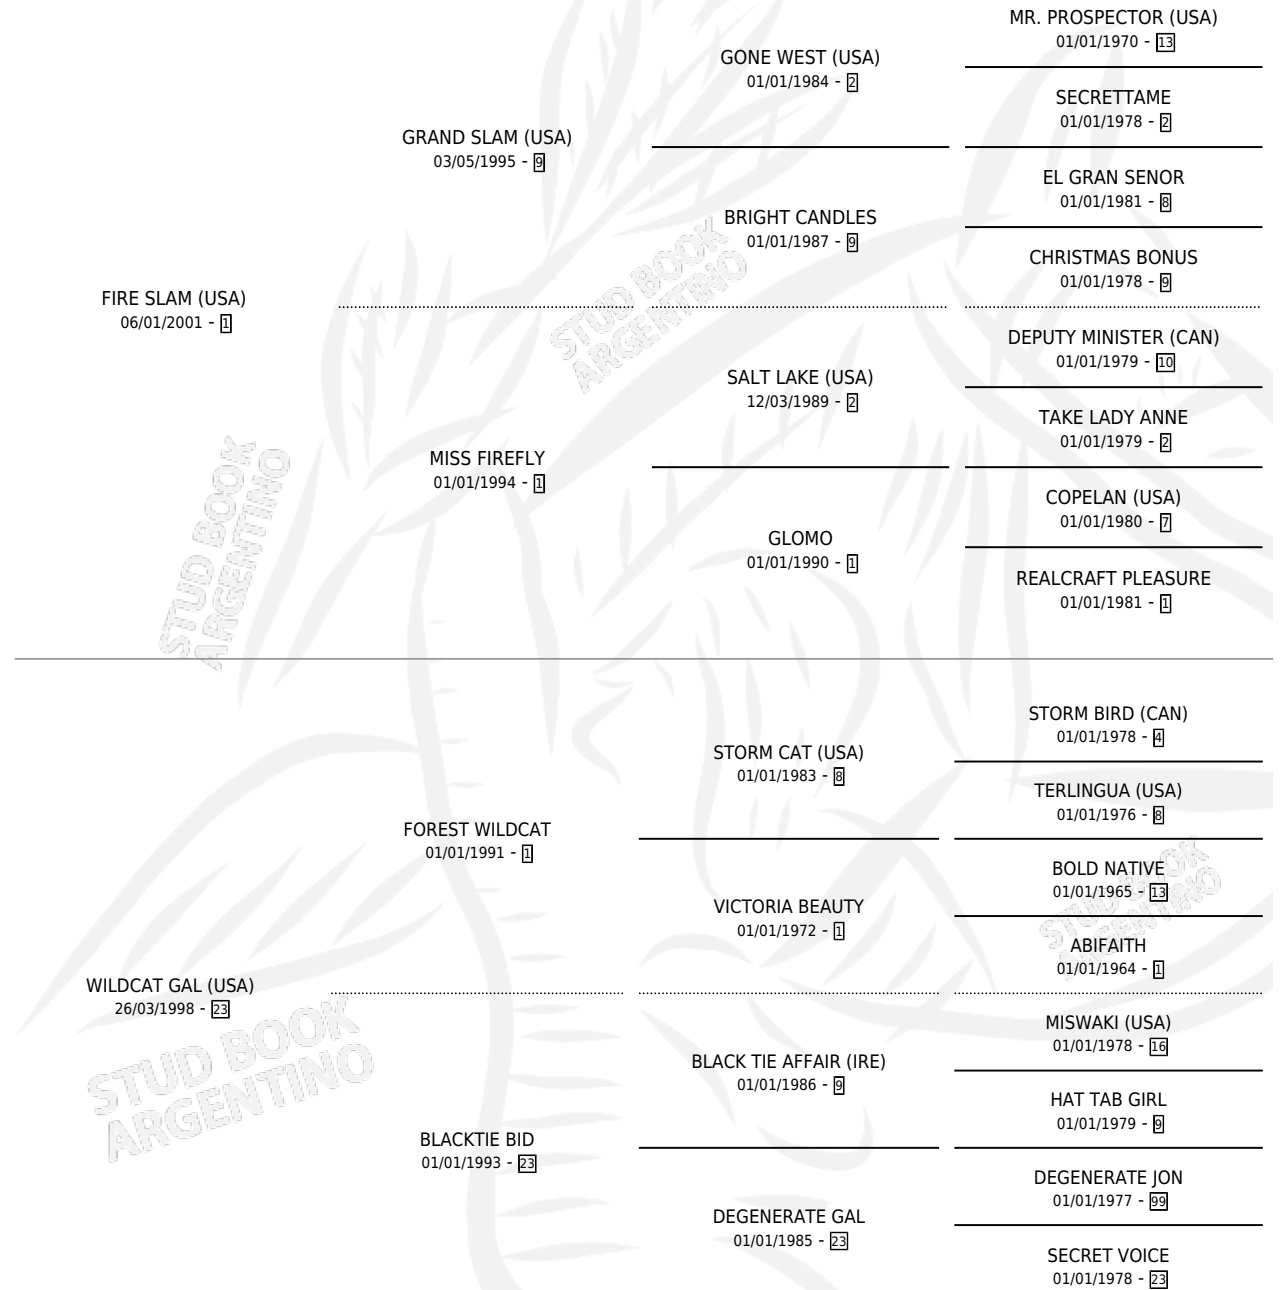 MR. PROSPECTOR (USA)
01/01/1970 - 13
GONE WEST (USA)
01/01/1984 - 2
SECRETTAME
01/01/1978 - 2
GRAND SLAM (USA)
03/05/1995 - 9
EL GRAN SENOR
01/01/1981 - 8
BRIGHT CANDLES
01/01/1987 - 9
CHRISTMAS BONUS
01/01/1978 - 9
FIRE SLAM (USA)
06/01/2001 - 1
STUD BOOK
ARGENTINO
DEPUTY MINISTER (CAN)
01/01/1979 - 10
SALT LAKE (USA)
12/03/1989 - 2
TAKE LADY ANNE
01/01/1979 - 2
MISS FIREFLY
01/01/1994 - 1
COPELAN (USA)
01/01/1980 - 7
GLOMO
01/01/1990 - 1
REALCRAFT PLEASURE
01/01/1981 - 1
STUD BOOK
ARGENTINO
STORM BIRD (CAN)
01/01/1978 - 4
STORM CAT (USA)
01/01/1983 - 8
TERLINGUA (USA)
01/01/1976 - 8
FOREST WILDCAT
01/01/1991 - 1
BOLD NATIVE
01/01/1965 - 13
VICTORIA BEAUTY
01/01/1972 - 1
STUD BOOK
ARGENTINO
ABIFAITH
01/01/1964 - 1
WILDCAT GAL (USA)
26/03/1998 - 23
MISWAKI (USA)
01/01/1978 - 16
BLACK TIE AFFAIR (IRE)
01/01/1986 - 9
STUD BOOK
ARGENTINO
HAT TAB GIRL
01/01/1979 - 9
BLACKTIE BID
01/01/1993 - 23
DEGENERATE JON
01/01/1977 - 99
DEGENERATE GAL
01/01/1985 - 23
SECRET VOICE
01/01/1978 - 23